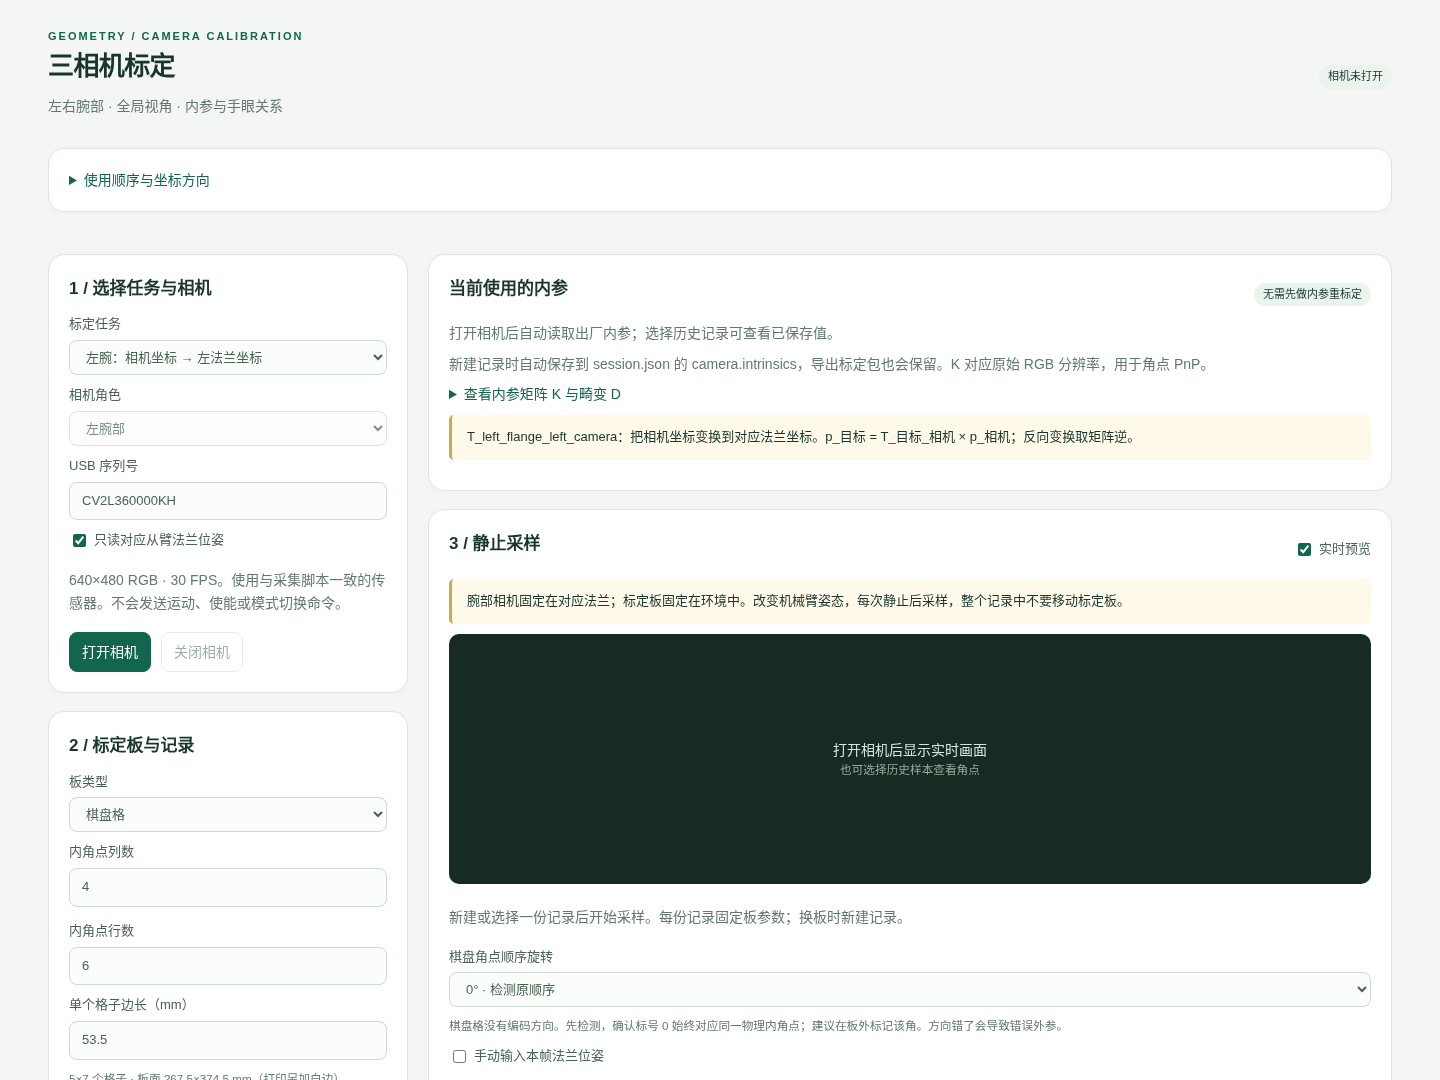 GEOMETRY / CAMERA CALIBRATION
三相机标定
左右腕部 · 全局视角 · 内参与手眼关系
相机未打开
使用顺序与坐标方向
1 / 选择任务与相机
标定任务
左腕：相机坐标 → 左法兰坐标
相机角色
左腕部
USB 序列号
CV2L360000KH
只读对应从臂法兰位姿
640×480 RGB · 30 FPS。使用与采集脚本一致的传
感器。不会发送运动、使能或模式切换命令。
打开相机
关闭相机
2 / 标定板与记录
板类型
棋盘格
内角点列数
4
内角点行数
6
单个格子边长（mm）
53.5
5×7 个格子 · 板面 267.5×374.5 mm（打印另加白边）
当前使用的内参
无需先做内参重标定
打开相机后自动读取出厂内参；选择历史记录可查看已保存值。
新建记录时自动保存到 session.json 的 camera.intrinsics，导出标定包也会保留。K 对应原始 RGB 分辨率，用于角点 PnP。
查看内参矩阵 K 与畸变 D
T_left_flange_left_camera：把相机坐标变换到对应法兰坐标。p_目标 = T_目标_相机 × p_相机；反向变换取矩阵逆。
3 / 静止采样
实时预览
腕部相机固定在对应法兰；标定板固定在环境中。改变机械臂姿态，每次静止后采样，整个记录中不要移动标定板。
打开相机后显示实时画面
也可选择历史样本查看角点
新建或选择一份记录后开始采样。每份记录固定板参数；换板时新建记录。
棋盘角点顺序旋转
0° · 检测原顺序
棋盘格没有编码方向。先检测，确认标号 0 始终对应同一物理内角点；建议在板外标记该角。方向错了会导致错误外参。
手动输入本帧法兰位姿